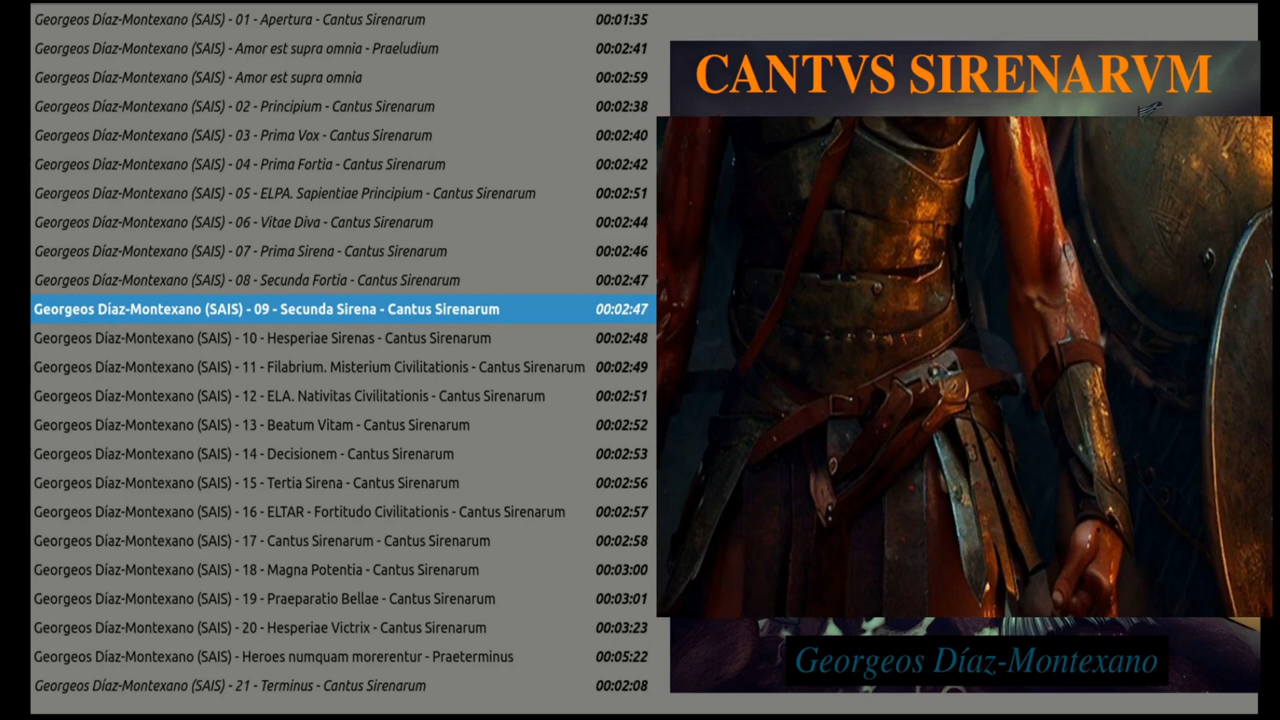 Georgeos Díaz-Montexano (SAIS) - 01 - Apertura - Cantus Sirenarum 00:01:35
Georgeos Díaz-Montexano (SAIS) - Amor est supra omnia - Praeludium 00:02:41
Georgeos Díaz-Montexano (SAIS) - Amor est supra omnia 00:02:59
Georgeos Díaz-Montexano (SAIS) - 02 - Principium - Cantus Sirenarum 00:02:38
Georgeos Díaz-Montexano (SAIS) - 03 - Prima Vox - Cantus Sirenarum 00:02:40
Georgeos Díaz-Montexano (SAIS) - 04 - Prima Fortia - Cantus Sirenarum 00:02:42
Georgeos Díaz-Montexano (SAIS) - 05 - ELPA. Sapientiae Principium - Cantus Sirenarum 00:02:51
Georgeos Díaz-Montexano (SAIS) - 06 - Vitae Diva - Cantus Sirenarum 00:02:44
Georgeos Díaz-Montexano (SAIS) - 07 - Prima Sirena - Cantus Sirenarum 00:02:46
Georgeos Díaz-Montexano (SAIS) - 08 - Secunda Fortia - Cantus Sirenarum 00:02:47
Georgeos Díaz-Montexano (SAIS) - 09 - Secunda Sirena - Cantus Sirenarum 00:02:47
Georgeos Díaz-Montexano (SAIS) - 10 - Hesperiae Sirenas - Cantus Sirenarum 00:02:48
Georgeos Díaz-Montexano (SAIS) - 11 - Filabrium. Misterium Civilitationis - Cantus Sirenarum 00:02:49
Georgeos Díaz-Montexano (SAIS) - 12 - ELA. Nativitas Civilitationis - Cantus Sirenarum 00:02:51
Georgeos Díaz-Montexano (SAIS) - 13 - Beatum Vitam - Cantus Sirenarum 00:02:52
Georgeos Díaz-Montexano (SAIS) - 14 - Decisionem - Cantus Sirenarum 00:02:53
Georgeos Díaz-Montexano (SAIS) - 15 - Tertia Sirena - Cantus Sirenarum 00:02:56
Georgeos Díaz-Montexano (SAIS) - 16 - ELTAR - Fortitudo Civilitationis - Cantus Sirenarum 00:02:57
Georgeos Díaz-Montexano (SAIS) - 17 - Cantus Sirenarum - Cantus Sirenarum 00:02:58
Georgeos Díaz-Montexano (SAIS) - 18 - Magna Potentia - Cantus Sirenarum 00:03:00
Georgeos Díaz-Montexano (SAIS) - 19 - Praeparatio Bellae - Cantus Sirenarum 00:03:01
Georgeos Díaz-Montexano (SAIS) - 20 - Hesperiae Victrix - Cantus Sirenarum 00:03:23
Georgeos Díaz-Montexano (SAIS) - Heroes numquam morerentur - Praeterminus 00:05:22
Georgeos Díaz-Montexano (SAIS) - 21 - Terminus - Cantus Sirenarum 00:02:08
CANTVS SIRENARVM
Georgeos Díaz-Montexano